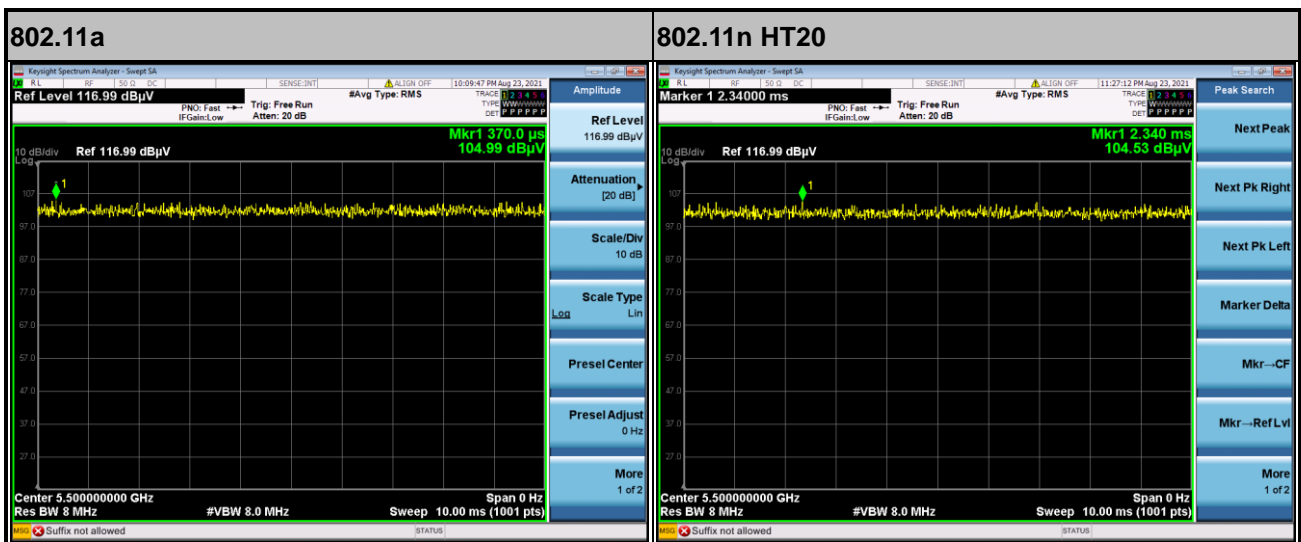 802.11a
Keysight Spectrum Analyzer - Swept SA
RL RF 50 Ω DC SENSE:INT ALIGN OFF 10:09:47 PM Aug 23, 2021
Ref Level 116.99 dBµV
PNO: Fast
IFGain:Low
Trig: Free Run
Atten: 20 dB
#Avg Type: RMS
TRACE 1 2 3 4 5 6
TYPE WWWWWW
DET P P P P P P
Mkr1 370.0 µs
104.99 dBµV
10 dB/div Ref 116.99 dBµV
Log
1
107
97.0
87.0
77.0
67.0
57.0
47.0
37.0
27.0
Center 5.500000000 GHz
Span 0 Hz
Res BW 8 MHz #VBW 8.0 MHz Sweep 10.00 ms (1001 pts)
MSG Suffix not allowed STATUS
Amplitude
Ref Level
116.99 dBµV
Attenuation
[20 dB]
Scale/Div
10 dB
Scale Type
Log Lin
Presel Center
Presel Adjust
0 Hz
More
1 of 2
802.11n HT20
Keysight Spectrum Analyzer - Swept SA
RL RF 50 Ω DC SENSE:INT ALIGN OFF 11:27:12 PM Aug 23, 2021
Marker 1 2.34000 ms
PNO: Fast
IFGain:Low
Trig: Free Run
Atten: 20 dB
#Avg Type: RMS
TRACE 1 2 3 4 5 6
TYPE WWWWWW
DET P P P P P P
Mkr1 2.340 ms
104.53 dBµV
10 dB/div Ref 116.99 dBµV
Log
1
107
97.0
87.0
77.0
67.0
57.0
47.0
37.0
27.0
Center 5.500000000 GHz
Span 0 Hz
Res BW 8 MHz #VBW 8.0 MHz Sweep 10.00 ms (1001 pts)
MSG Suffix not allowed STATUS
Peak Search
Next Peak
Next Pk Right
Next Pk Left
Marker Delta
Mkr→CF
Mkr→Ref Lvl
More
1 of 2